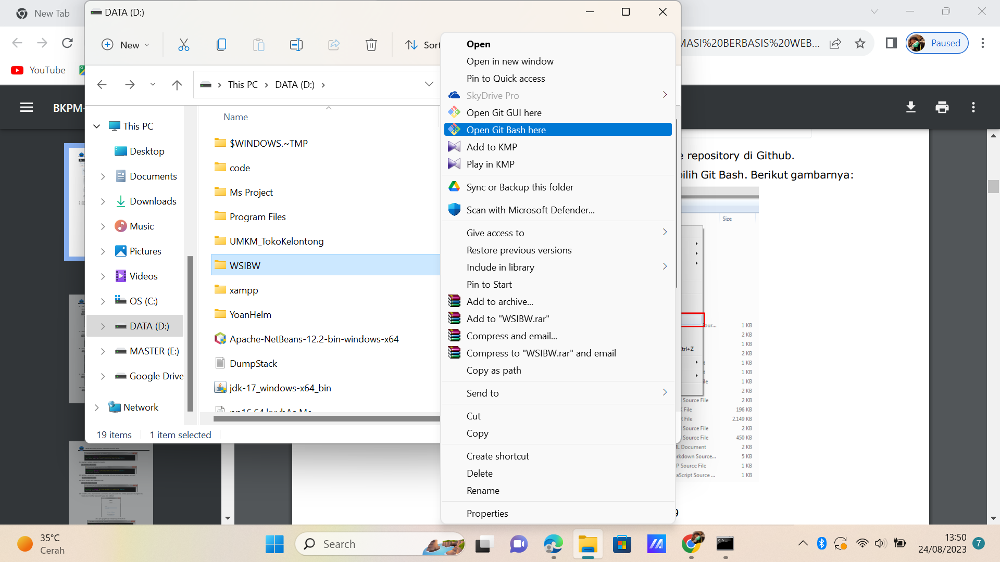 New Tab
DATA (D:)
New
Sort
MASI%20BERBASIS%20WEB...
Paused
YouTube
This PC
DATA (D:)
BKPM-
Name
This PC
Desktop
Documents
Downloads
Music
Pictures
Videos
OS (C:)
DATA (D:)
MASTER (E:)
Google Drive
Network
$WINDOWS.~TMP
code
Ms Project
Program Files
UMKM_TokoKelontong
WSIBW
xampp
YoanHelm
Apache-NetBeans-12.2-bin-windows-x64
DumpStack
jdk-17_windows-x64_bin
19 items
1 item selected
Open
Open in new window
Pin to Quick access
SkyDrive Pro
Open Git GUI here
Open Git Bash here
Add to KMP
Play in KMP
Sync or Backup this folder
Scan with Microsoft Defender...
Give access to
Restore previous versions
Include in library
Pin to Start
Add to archive...
Add to "WSIBW.rar"
Compress and email...
Compress to "WSIBW.rar" and email
Copy as path
Send to
Cut
Copy
Create shortcut
Delete
Rename
Properties
e repository di Github.
pilih Git Bash. Berikut gambarnya:
Size
our... 1 KB
2 KB
1 KB
Ctrl+Z 2 KB
1 KB
1 KB
1 KB
2 KB
Source File 2 KB
File 196 KB
R File 2.149 KB
Source File 2 KB
Source File 450 KB
L Document 2 KB
rkdown Source... 5 KB
P Source File 1 KB
aScript Source ... 1 KB
9
35°C
Cerah
Search
13:50
24/08/2023
7